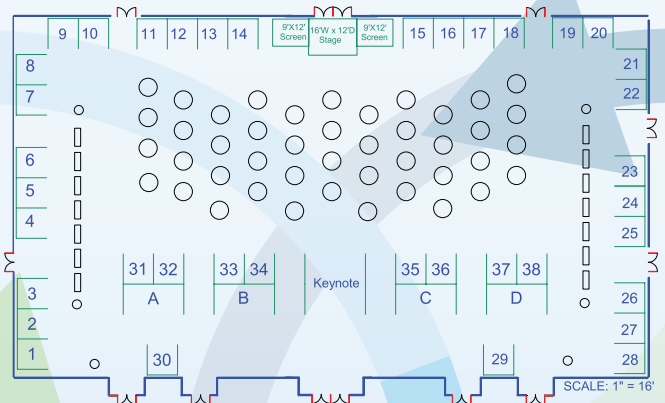 9 10 11 12 13 14
9'X12'
Screen
16'W x 12'D
Stage
9'X12'
Screen
15 16 17 18 19 20
8
7
6
5
4
3
2
1
21
22
23
24
25
26
27
28
31 32
A
33 34
B
Keynote
35 36
C
37 38
D
30
29
SCALE: 1" = 16'